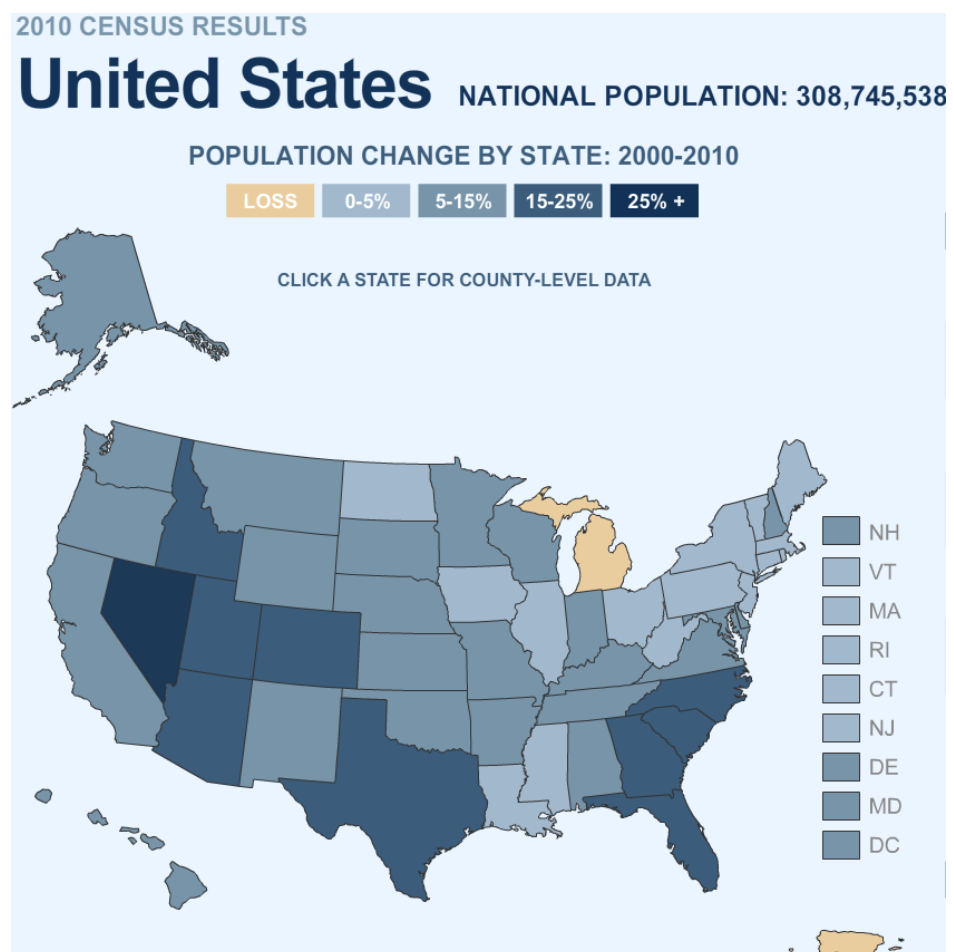 2010 CENSUS RESULTS
United States NATIONAL POPULATION: 308,745,538
POPULATION CHANGE BY STATE: 2000-2010
LOSS 0-5% 5-15% 15-25% 25% +
CLICK A STATE FOR COUNTY-LEVEL DATA
NH
VT
MA
RI
CT
NJ
DE
MD
DC